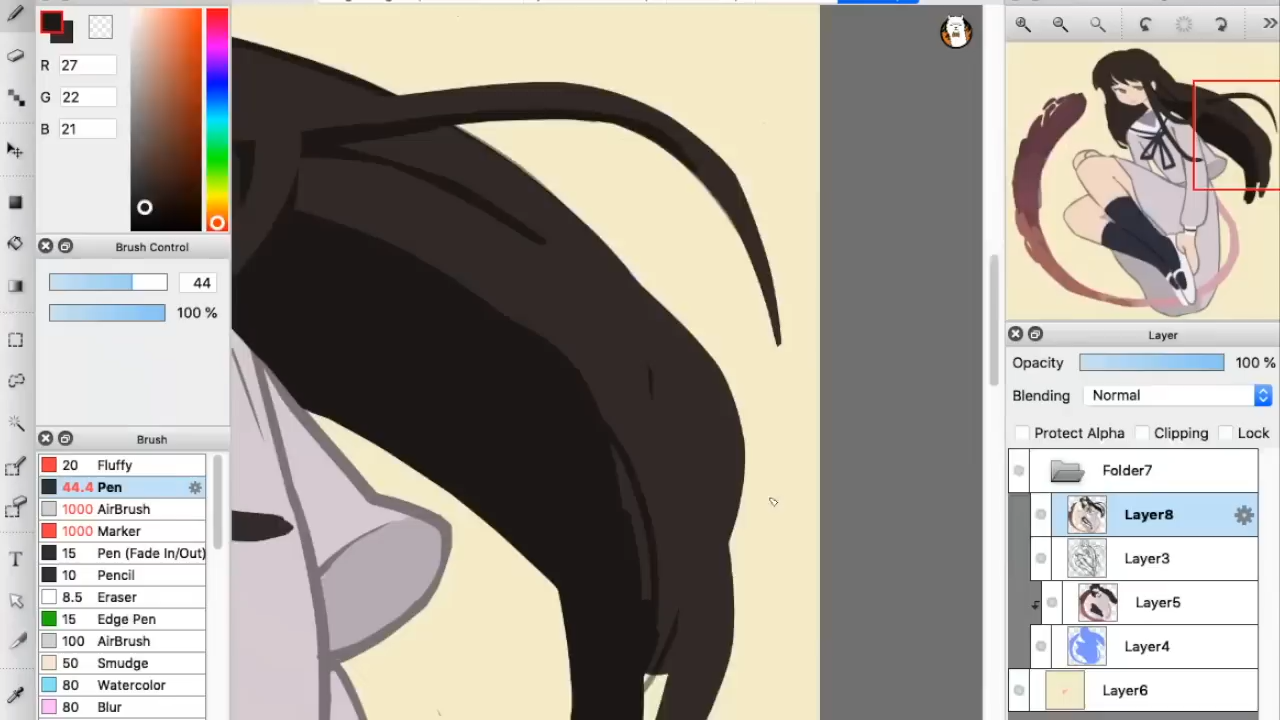 R 27
G 22
B 21
Brush Control
44
100 %
Brush
20 Fluffy
44.4 Pen
1000 AirBrush
1000 Marker
15 Pen (Fade In/Out)
10 Pencil
8.5 Eraser
15 Edge Pen
100 AirBrush
50 Smudge
80 Watercolor
80 Blur
T
Layer
Opacity 100 %
Blending Normal
Protect Alpha Clipping Lock
Folder7
Layer8
Layer3
Layer5
Layer4
Layer6